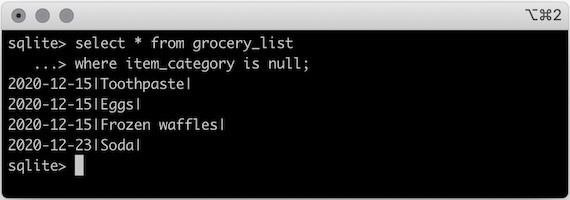 ⌥⌘2
sqlite> select * from grocery_list
   ...> where item_category is null;
2020-12-15|Toothpaste|
2020-12-15|Eggs|
2020-12-15|Frozen waffles|
2020-12-23|Soda|
sqlite>